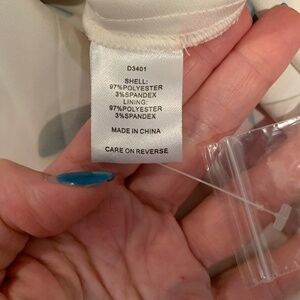 D3401
SHELL:
97%POLYESTER
3%SPANDEX
LINING:
97%POLYESTER
3%SPANDEX
MADE IN CHINA
CARE ON REVERSE